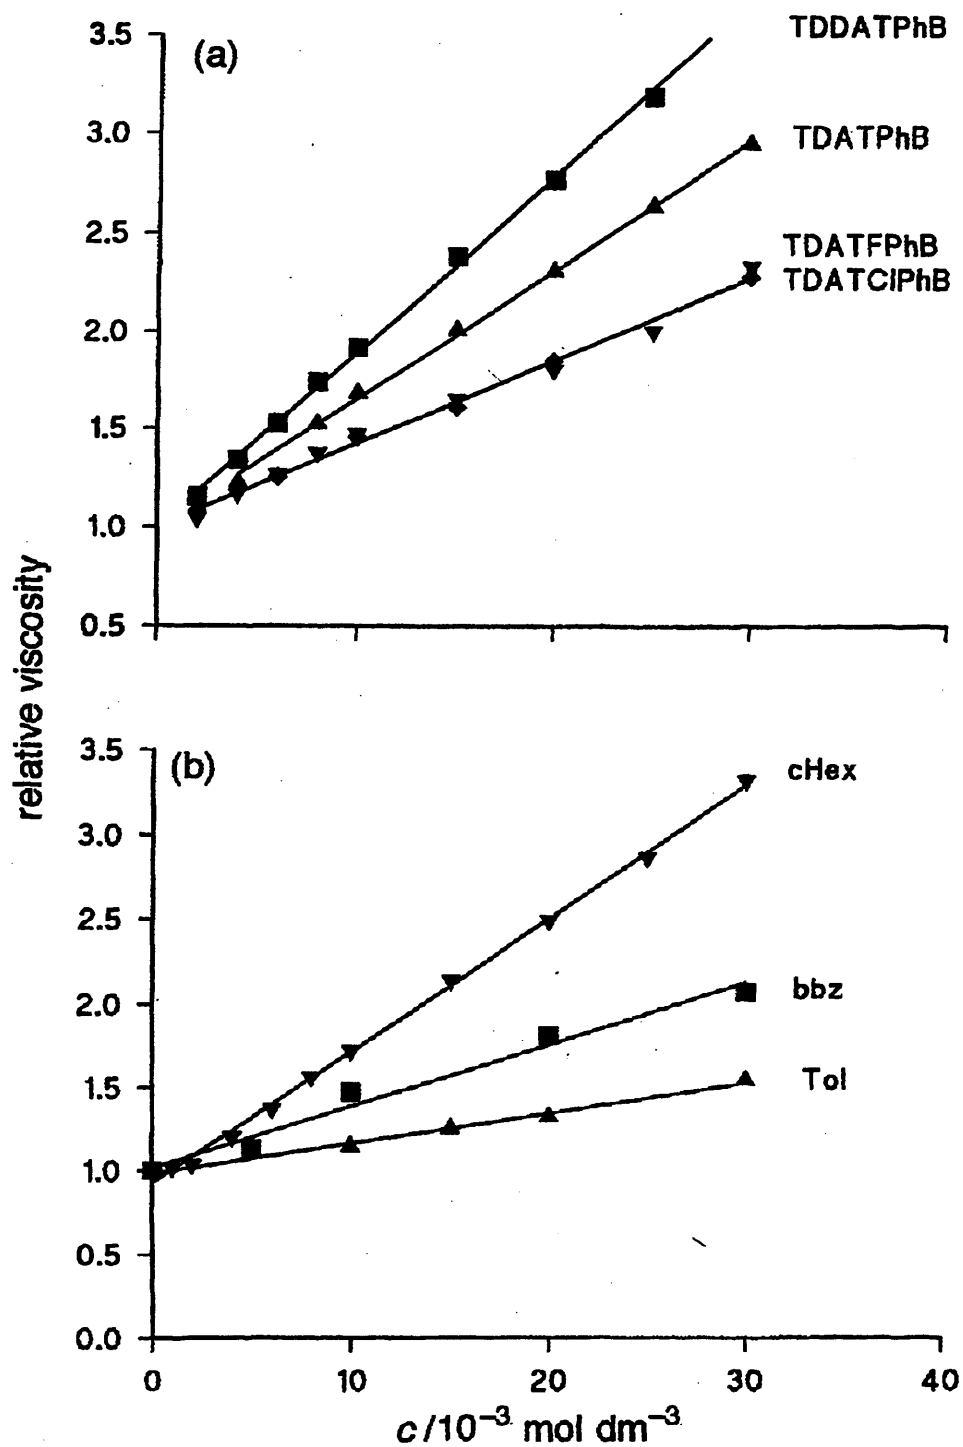 3.5
(a)
TDDATPhB
3.0
TDATPhB
2.5
TDATFPhB
TDATClPhB
2.0
1.5
1.0
0.5
relative viscosity
3.5
(b)
cHex
3.0
2.5
bbz
2.0
Tol
1.5
1.0
0.5
0.0
0 10 20 30 40
c/10⁻³ mol dm⁻³